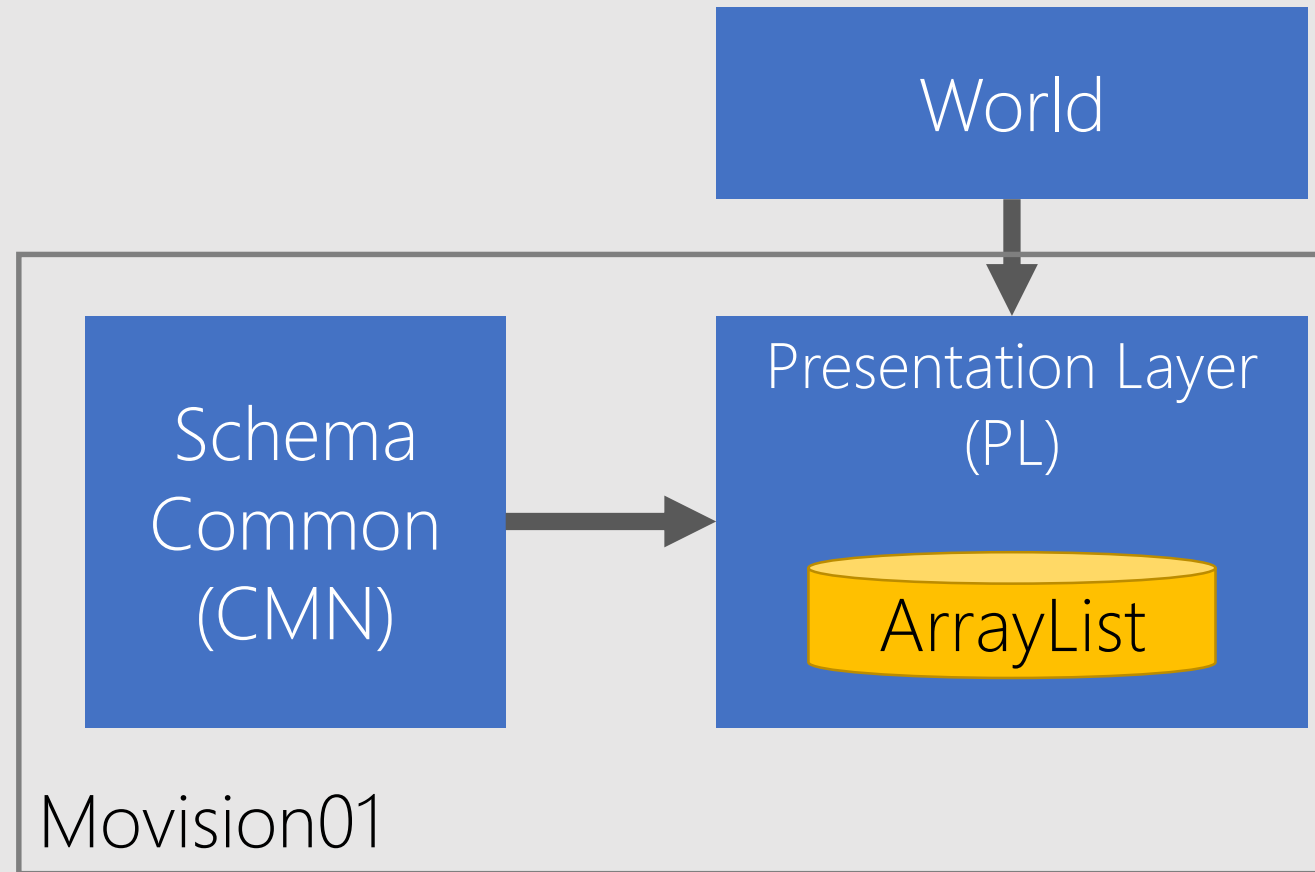 World
Presentation Layer
(PL)
Schema
Common
(CMN)
ArrayList
Movision01